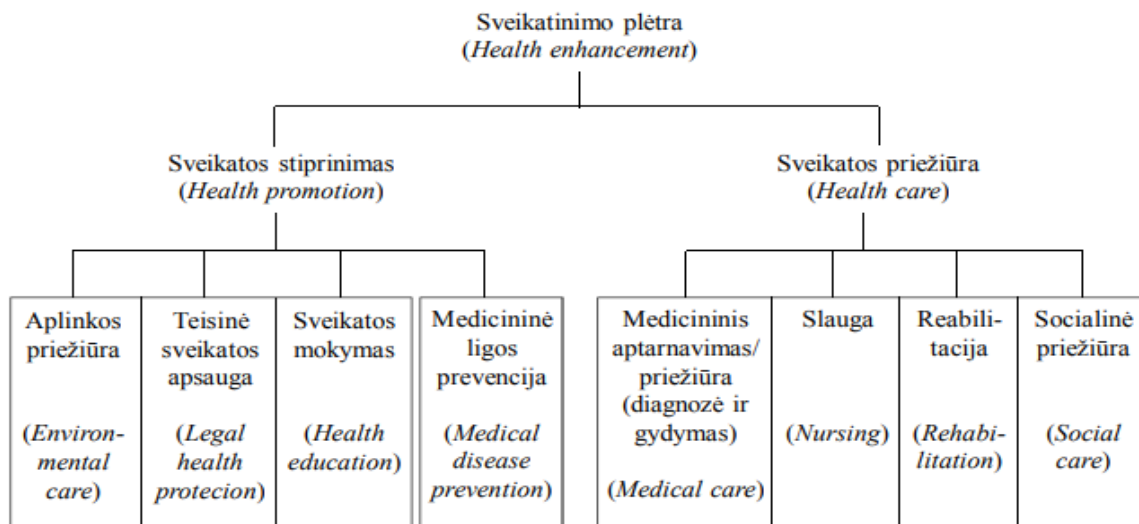 Sveikatinimo plėtra
(Health enhancement)
Sveikatos stiprinimas
(Health promotion)
Sveikatos priežiūra
(Health care)
Aplinkos
priežiūra
(Environ-
mental
care)
Teisinė
sveikatos
apsauga
(Legal
health
protecion)
Sveikatos
mokymas
(Health
education)
Medicininė
ligos
prevencija
(Medical
disease
prevention)
Medicininis
aptarnavimas/
priežiūra
(diagnozė ir
gydymas)
(Medical care)
Slauga
(Nursing)
Reabili-
tacija
(Rehabi-
litation)
Socialinė
priežiūra
(Social
care)